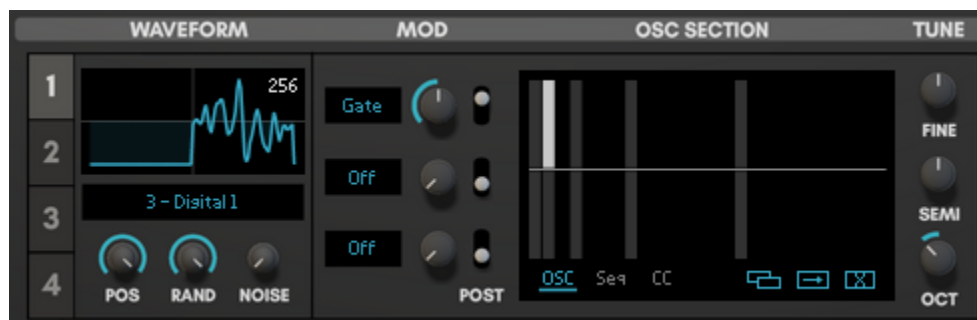 WAVEFORM MOD OSC SECTION TUNE
1
256
Gate
FINE
2
Off
3 - Digital 1
3
SEMI
Off
4
POS RAND NOISE
POST
OSC Seq CC
X
OCT